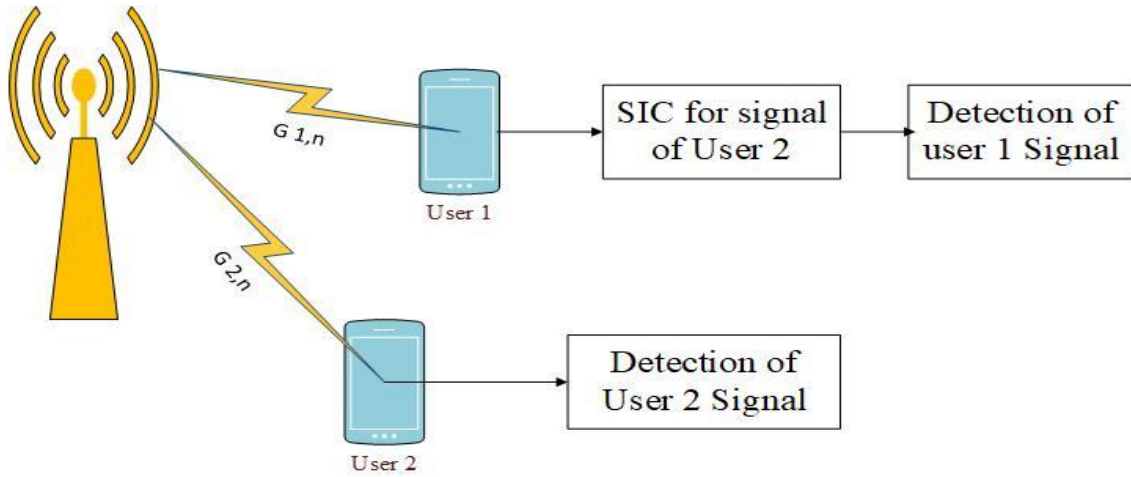 G 1,n
User 1
SIC for signal
of User 2
Detection of
user 1 Signal
G 2,n
User 2
Detection of
User 2 Signal